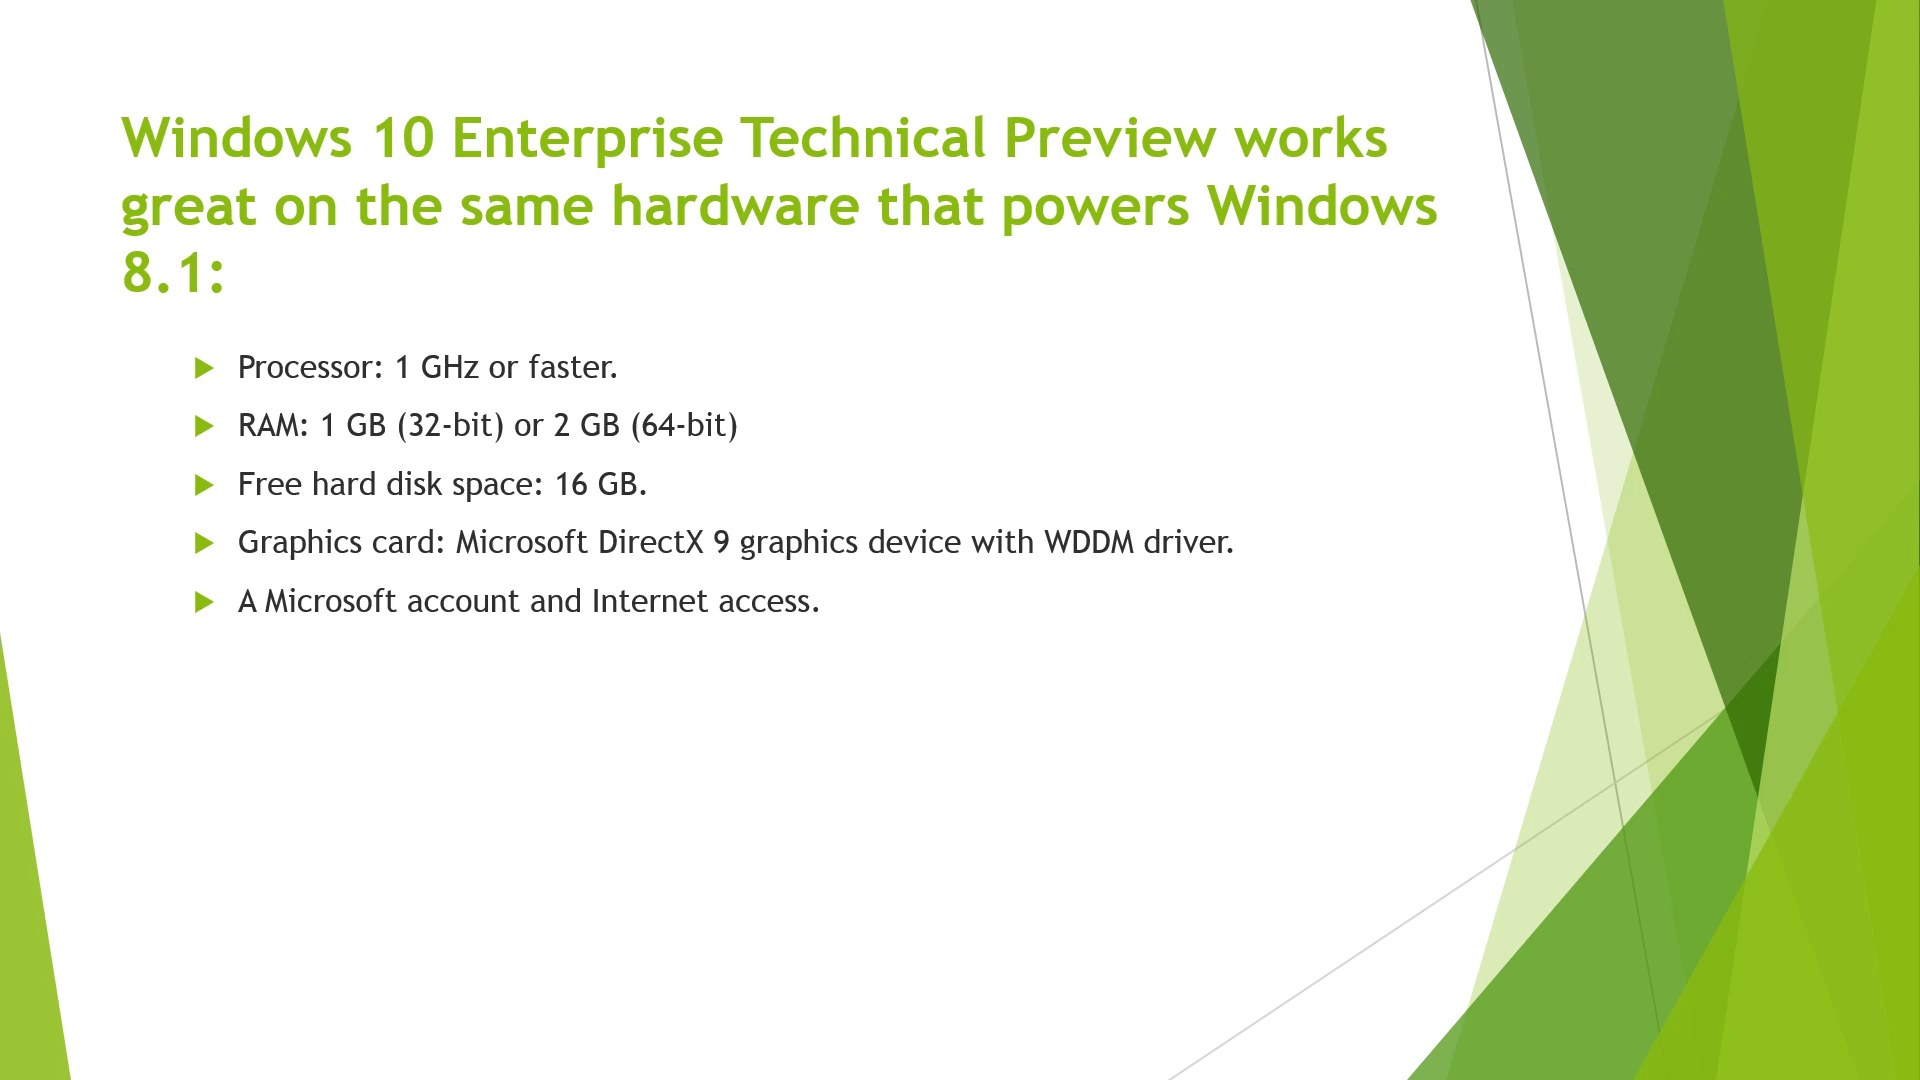 Windows 10 Enterprise Technical Preview works
great on the same hardware that powers Windows
8.1:
Processor: 1 GHz or faster.
RAM: 1 GB (32-bit) or 2 GB (64-bit)
Free hard disk space: 16 GB.
Graphics card: Microsoft DirectX 9 graphics device with WDDM driver.
A Microsoft account and Internet access.